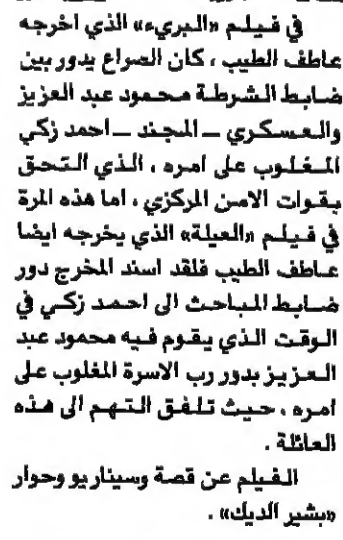 في فيلم «البريء» الذي اخرجه
عاطف الطيب ، كان الصراع يدور بين
ضابط الشرطة محمود عبد العزيز
والعسكري ــ المجند ــ احمد زكي
المغلوب على امره ، الذي التحق
بقوات الامن المركزي ، اما هذه المرة
في فيلم «العيلة» الذي يخرجه ايضا
عاطف الطيب فلقد اسند المخرج دور
ضابط المباحث الى احمد زكي في
الوقت الذي يقوم فيه محمود عبد
العزيز بدور رب الاسرة المغلوب على
امره ، حيث تلفق التهم الى هذه
العائلة .
الفيلم عن قصة وسيناريو وحوار
«بشير الديك» .